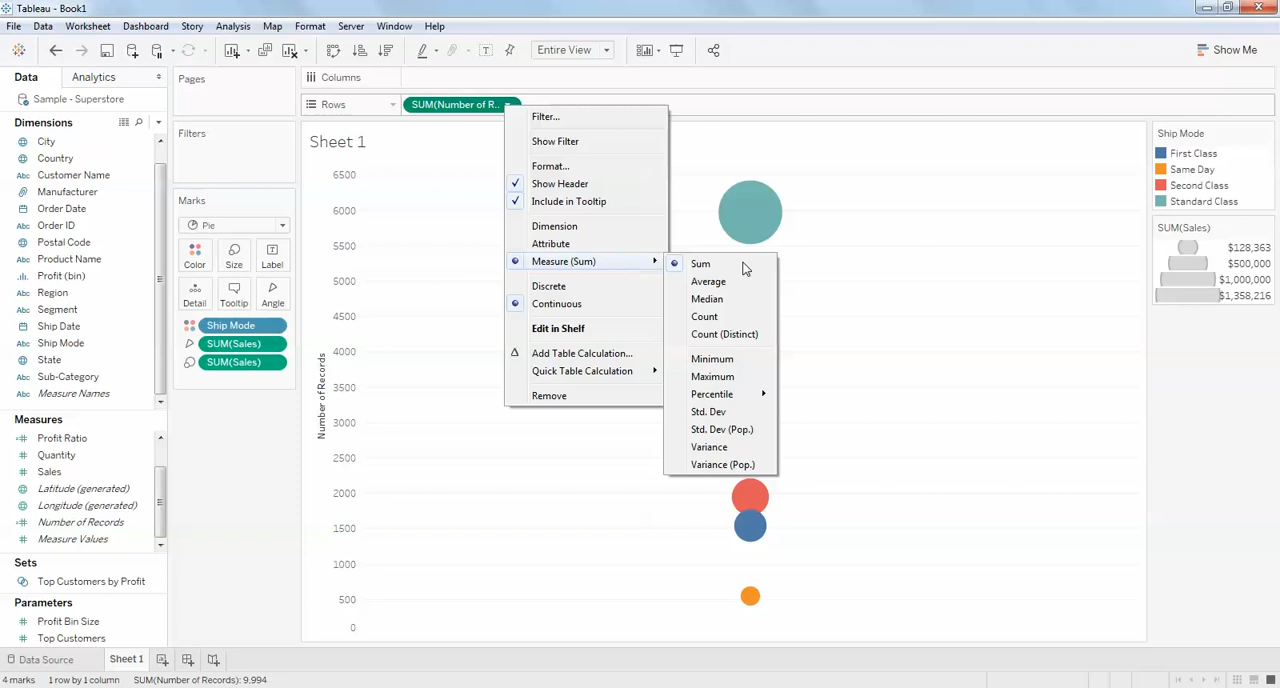 Tableau - Book1
File Data Worksheet Dashboard Story Analysis Map Format Server Window Help
Entire View
Show Me
Data
Analytics
Sample - Superstore
Dimensions
City
Country
Abc Customer Name
Manufacturer
Order Date
Abc Order ID
Postal Code
Abc Product Name
Profit (bin)
Region
Abc Segment
Ship Date
Abc Ship Mode
State
Abc Sub-Category
Abc Measure Names
Measures
Profit Ratio
Quantity
Sales
Latitude (generated)
Longitude (generated)
Number of Records
Measure Values
Sets
Top Customers by Profit
Parameters
Profit Bin Size
Top Customers
Pages
Filters
Marks
Pie
Color Size Label
Detail Tooltip Angle
Ship Mode
SUM(Sales)
SUM(Sales)
Columns
Rows
SUM(Number of R..
Sheet 1
Number of Records
6500
6000
5500
5000
4500
4000
3500
3000
2500
2000
1500
1000
500
0
Filter...
Show Filter
Format...
Show Header
Include in Tooltip
Dimension
Attribute
Measure (Sum)
Discrete
Continuous
Edit in Shelf
Add Table Calculation...
Quick Table Calculation
Remove
Sum
Average
Median
Count
Count (Distinct)
Minimum
Maximum
Percentile
Std. Dev
Std. Dev (Pop.)
Variance
Variance (Pop.)
Ship Mode
First Class
Same Day
Second Class
Standard Class
SUM(Sales)
$128,363
$500,000
$1,000,000
$1,358,216
Data Source
Sheet 1
4 marks 1 row by 1 column SUM(Number of Records): 9,994